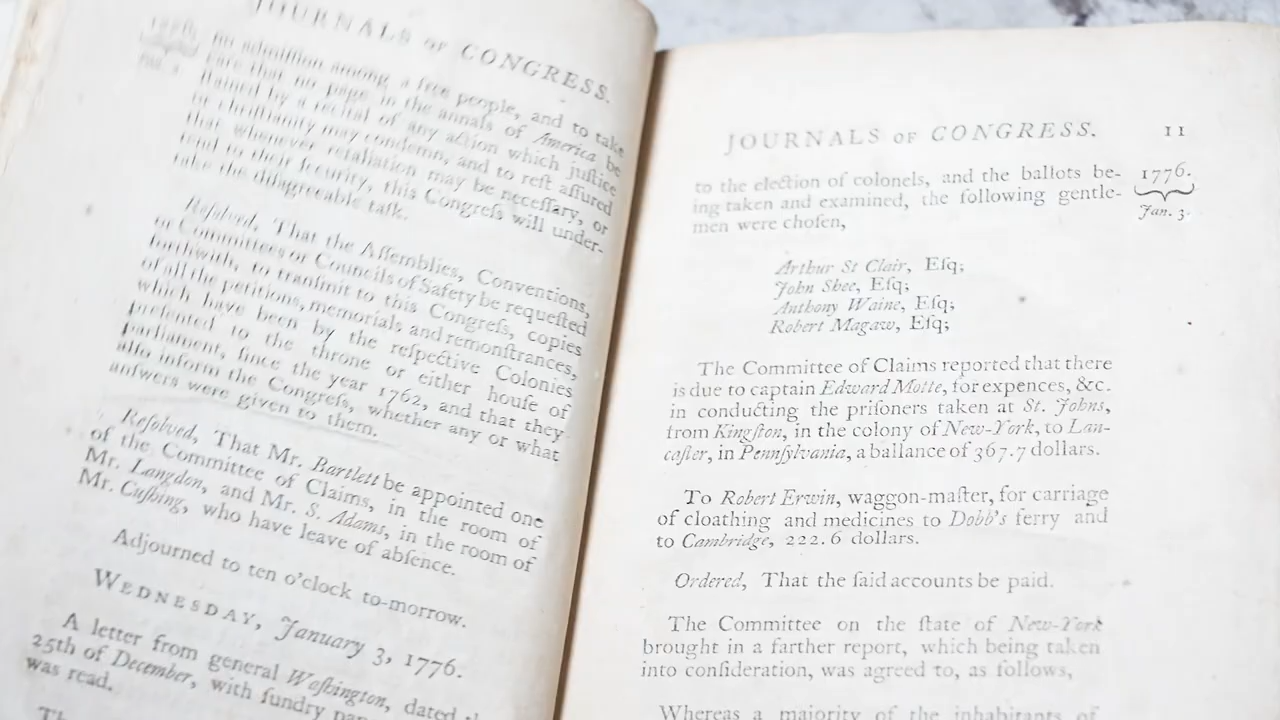 JOURNALS OF CONGRESS.
1776.
an admiſſion among a free people, and to take
care that no page in the annals of America be
ſtained by a recital of any action which juſtice
or chriſtianity may condemn, and to reſt aſſured
that whenever retaliation may be neceſſary, or
tend to their ſecurity, this Congreſs will under-
take the diſagreeable taſk.
Reſolved, That the Aſſemblies, Conventions,
or Committees or Councils of Safety be requeſted
forthwith, to tranſmit to this Congreſs, copies
of all the petitions, memorials and remonſtrances,
which have been by the reſpective Colonies
preſented to the throne or either houſe of
parliament, ſince the year 1762, and that they
alſo inform the Congreſs, whether any or what
anſwers were given to them.
Reſolved, That Mr. Bartlett be appointed one
of the Committee of Claims, in the room of
Mr. Langdon, and Mr. S. Adams, in the room of
Mr. Cuſhing, who have leave of abſence.
Adjourned to ten o'clock to-morrow.
WEDNESDAY, January 3, 1776.
A letter from general Waſhington, dated
25th of December, with ſundry
was read.
JOURNALS OF CONGRESS. 11
1776.
Jan. 3.
to the election of colonels, and the ballots be-
ing taken and examined, the following gentle-
men were choſen,
Arthur St Clair, Eſq;
John Shee, Eſq;
Anthony Waine, Eſq;
Robert Magaw, Eſq;
The Committee of Claims reported that there
is due to captain Edward Motte, for expences, &c.
in conducting the priſoners taken at St. Johns,
from Kingſton, in the colony of New-York, to Lan-
caſter, in Pennſylvania, a ballance of 367.7 dollars.
To Robert Erwin, waggon-maſter, for carriage
of cloathing and medicines to Dobb's ferry and
to Cambridge, 222.6 dollars.
Ordered, That the ſaid accounts be paid.
The Committee on the ſtate of New-York
brought in a farther report, which being taken
into conſideration, was agreed to, as follows,
Whereas a majority of the inhabitants of